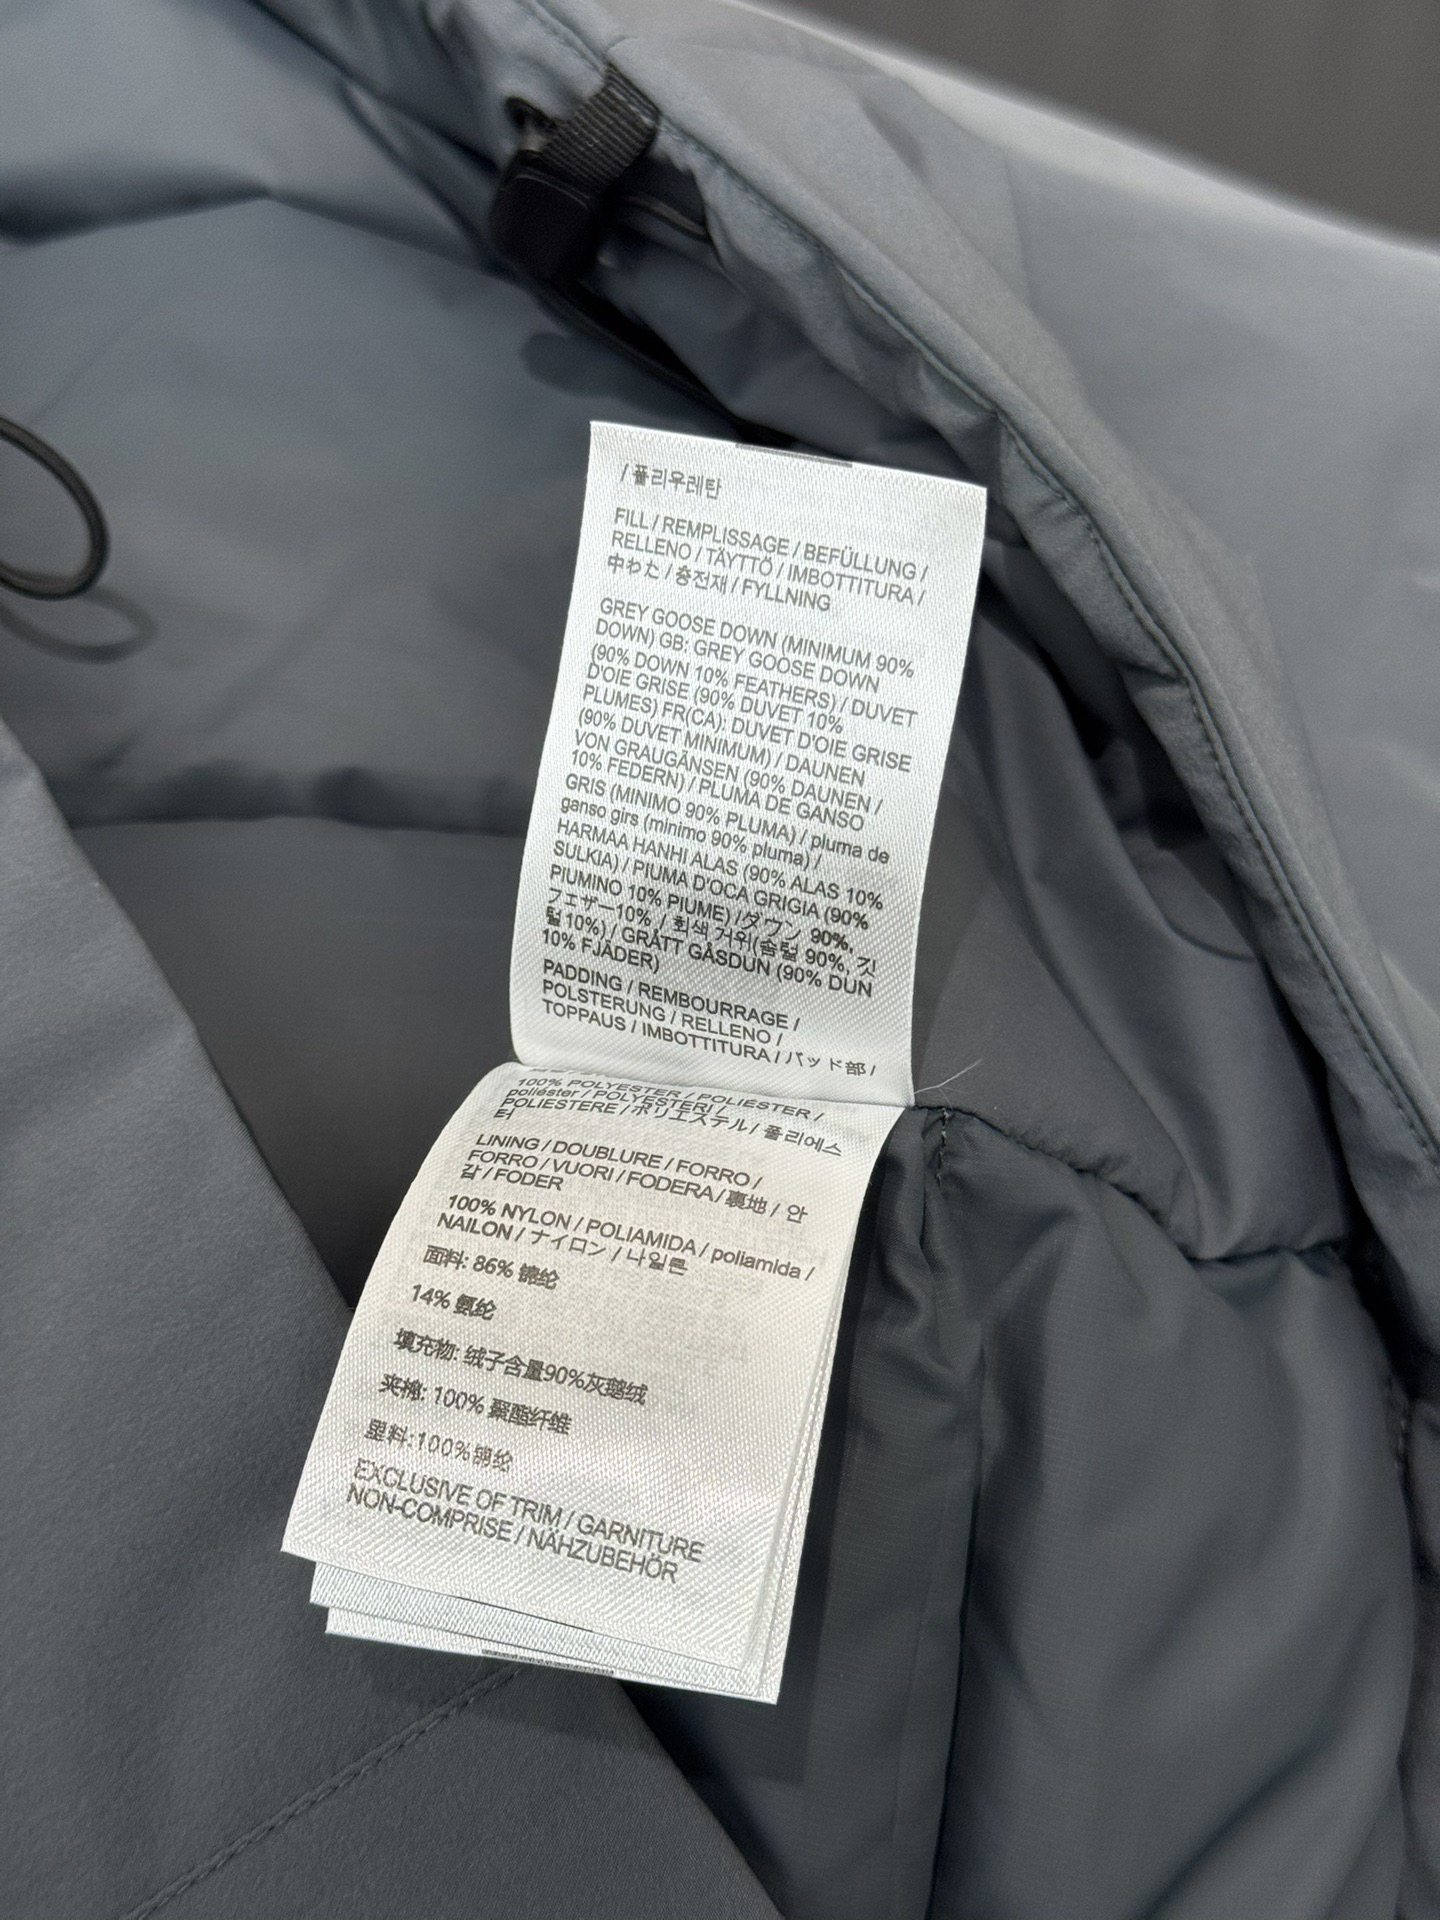 / 폴리우레탄
FILL / REMPLISSAGE / BEFÜLLUNG /
RELLENO / TÄYTTÖ / IMBOTTITURA /
中わた / 충전재 / FYLLNING
GREY GOOSE DOWN (MINIMUM 90%
DOWN) GB: GREY GOOSE DOWN
(90% DOWN 10% FEATHERS) / DUVET
D'OIE GRISE (90% DUVET 10%
PLUMES) FR(CA): DUVET D'OIE GRISE
(90% DUVET MINIMUM) / DAUNEN
VON GRAUGÄNSEN (90% DAUNEN /
10% FEDERN) / PLUMA DE GANSO
GRIS (MINIMO 90% PLUMA) / pluma de
ganso girs (minimo 90% pluma) /
HARMAA HANHI ALAS (90% ALAS 10%
SULKIA) / PIUMA D'OCA GRIGIA (90%
PIUMINO 10% PIUME) /ダウン 90%,
フェザー10% / 회색 거위(솜털 90%, 깃
털 10%) / GRÅTT GÅSDUN (90% DUN
10% FJÄDER)
PADDING / REMBOURRAGE /
POLSTERUNG / RELLENO /
TOPPAUS / IMBOTTITURA / パッド部 /
100% POLYESTER / POLIÉSTER /
poliéster / POLYESTERI /
POLIESTERE / ポリエステル / 폴리에스
터
LINING / DOUBLURE / FORRO /
FORRO / VUORI / FODERA / 裏地 / 안
감 / FODER
100% NYLON / POLIAMIDA / poliamida /
NAILON / ナイロン / 나일론
面料: 86% 锦纶
14% 氨纶
填充物: 绒子含量90%灰鹅绒
夹棉: 100% 聚酯纤维
里料:100%锦纶
EXCLUSIVE OF TRIM / GARNITURE
NON-COMPRISE / NÄHZUBEHÖR